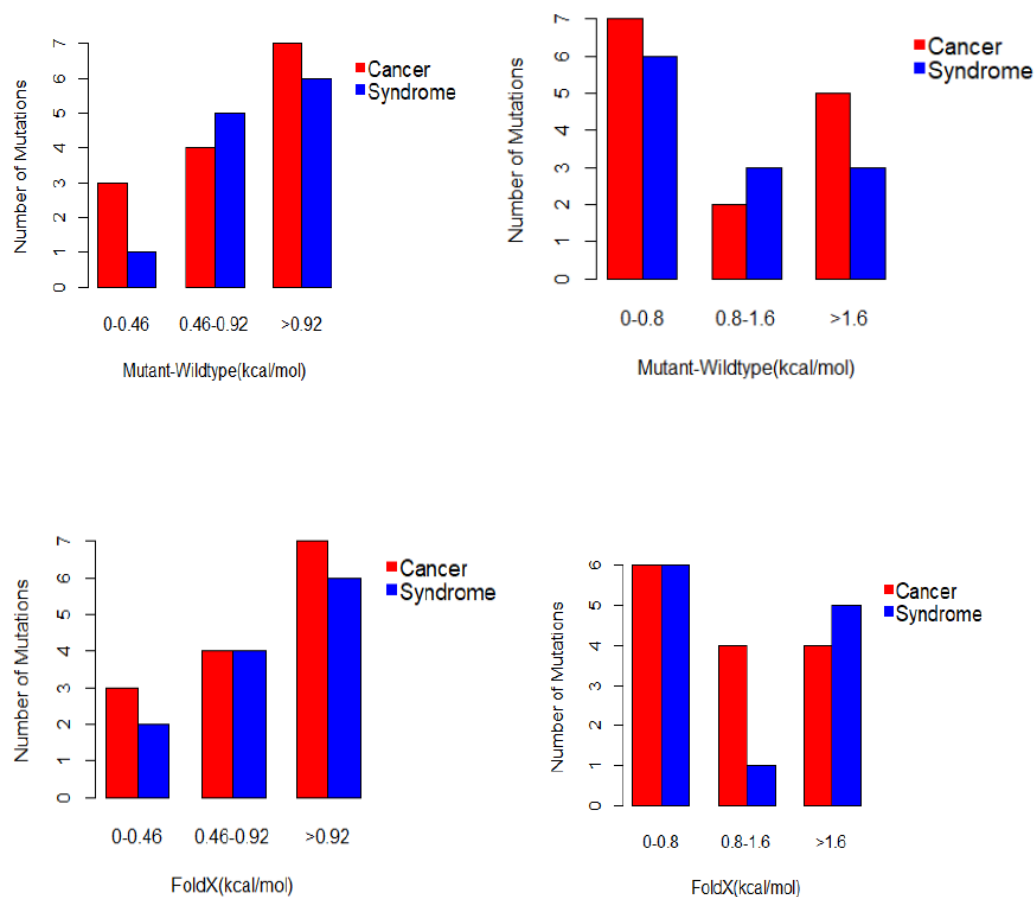 Number of Mutations
7
6
5
4
3
2
1
0
Cancer
Syndrome
0-0.46 0.46-0.92 >0.92
Mutant-Wildtype(kcal/mol)
Number of Mutations
7
6
5
4
3
2
1
0
Cancer
Syndrome
0-0.8 0.8-1.6 >1.6
Mutant-Wildtype(kcal/mol)
Number of Mutations
7
6
5
4
3
2
1
0
Cancer
Syndrome
0-0.46 0.46-0.92 >0.92
FoldX(kcal/mol)
Number of Mutations
6
5
4
3
2
1
0
Cancer
Syndrome
0-0.8 0.8-1.6 >1.6
FoldX(kcal/mol)